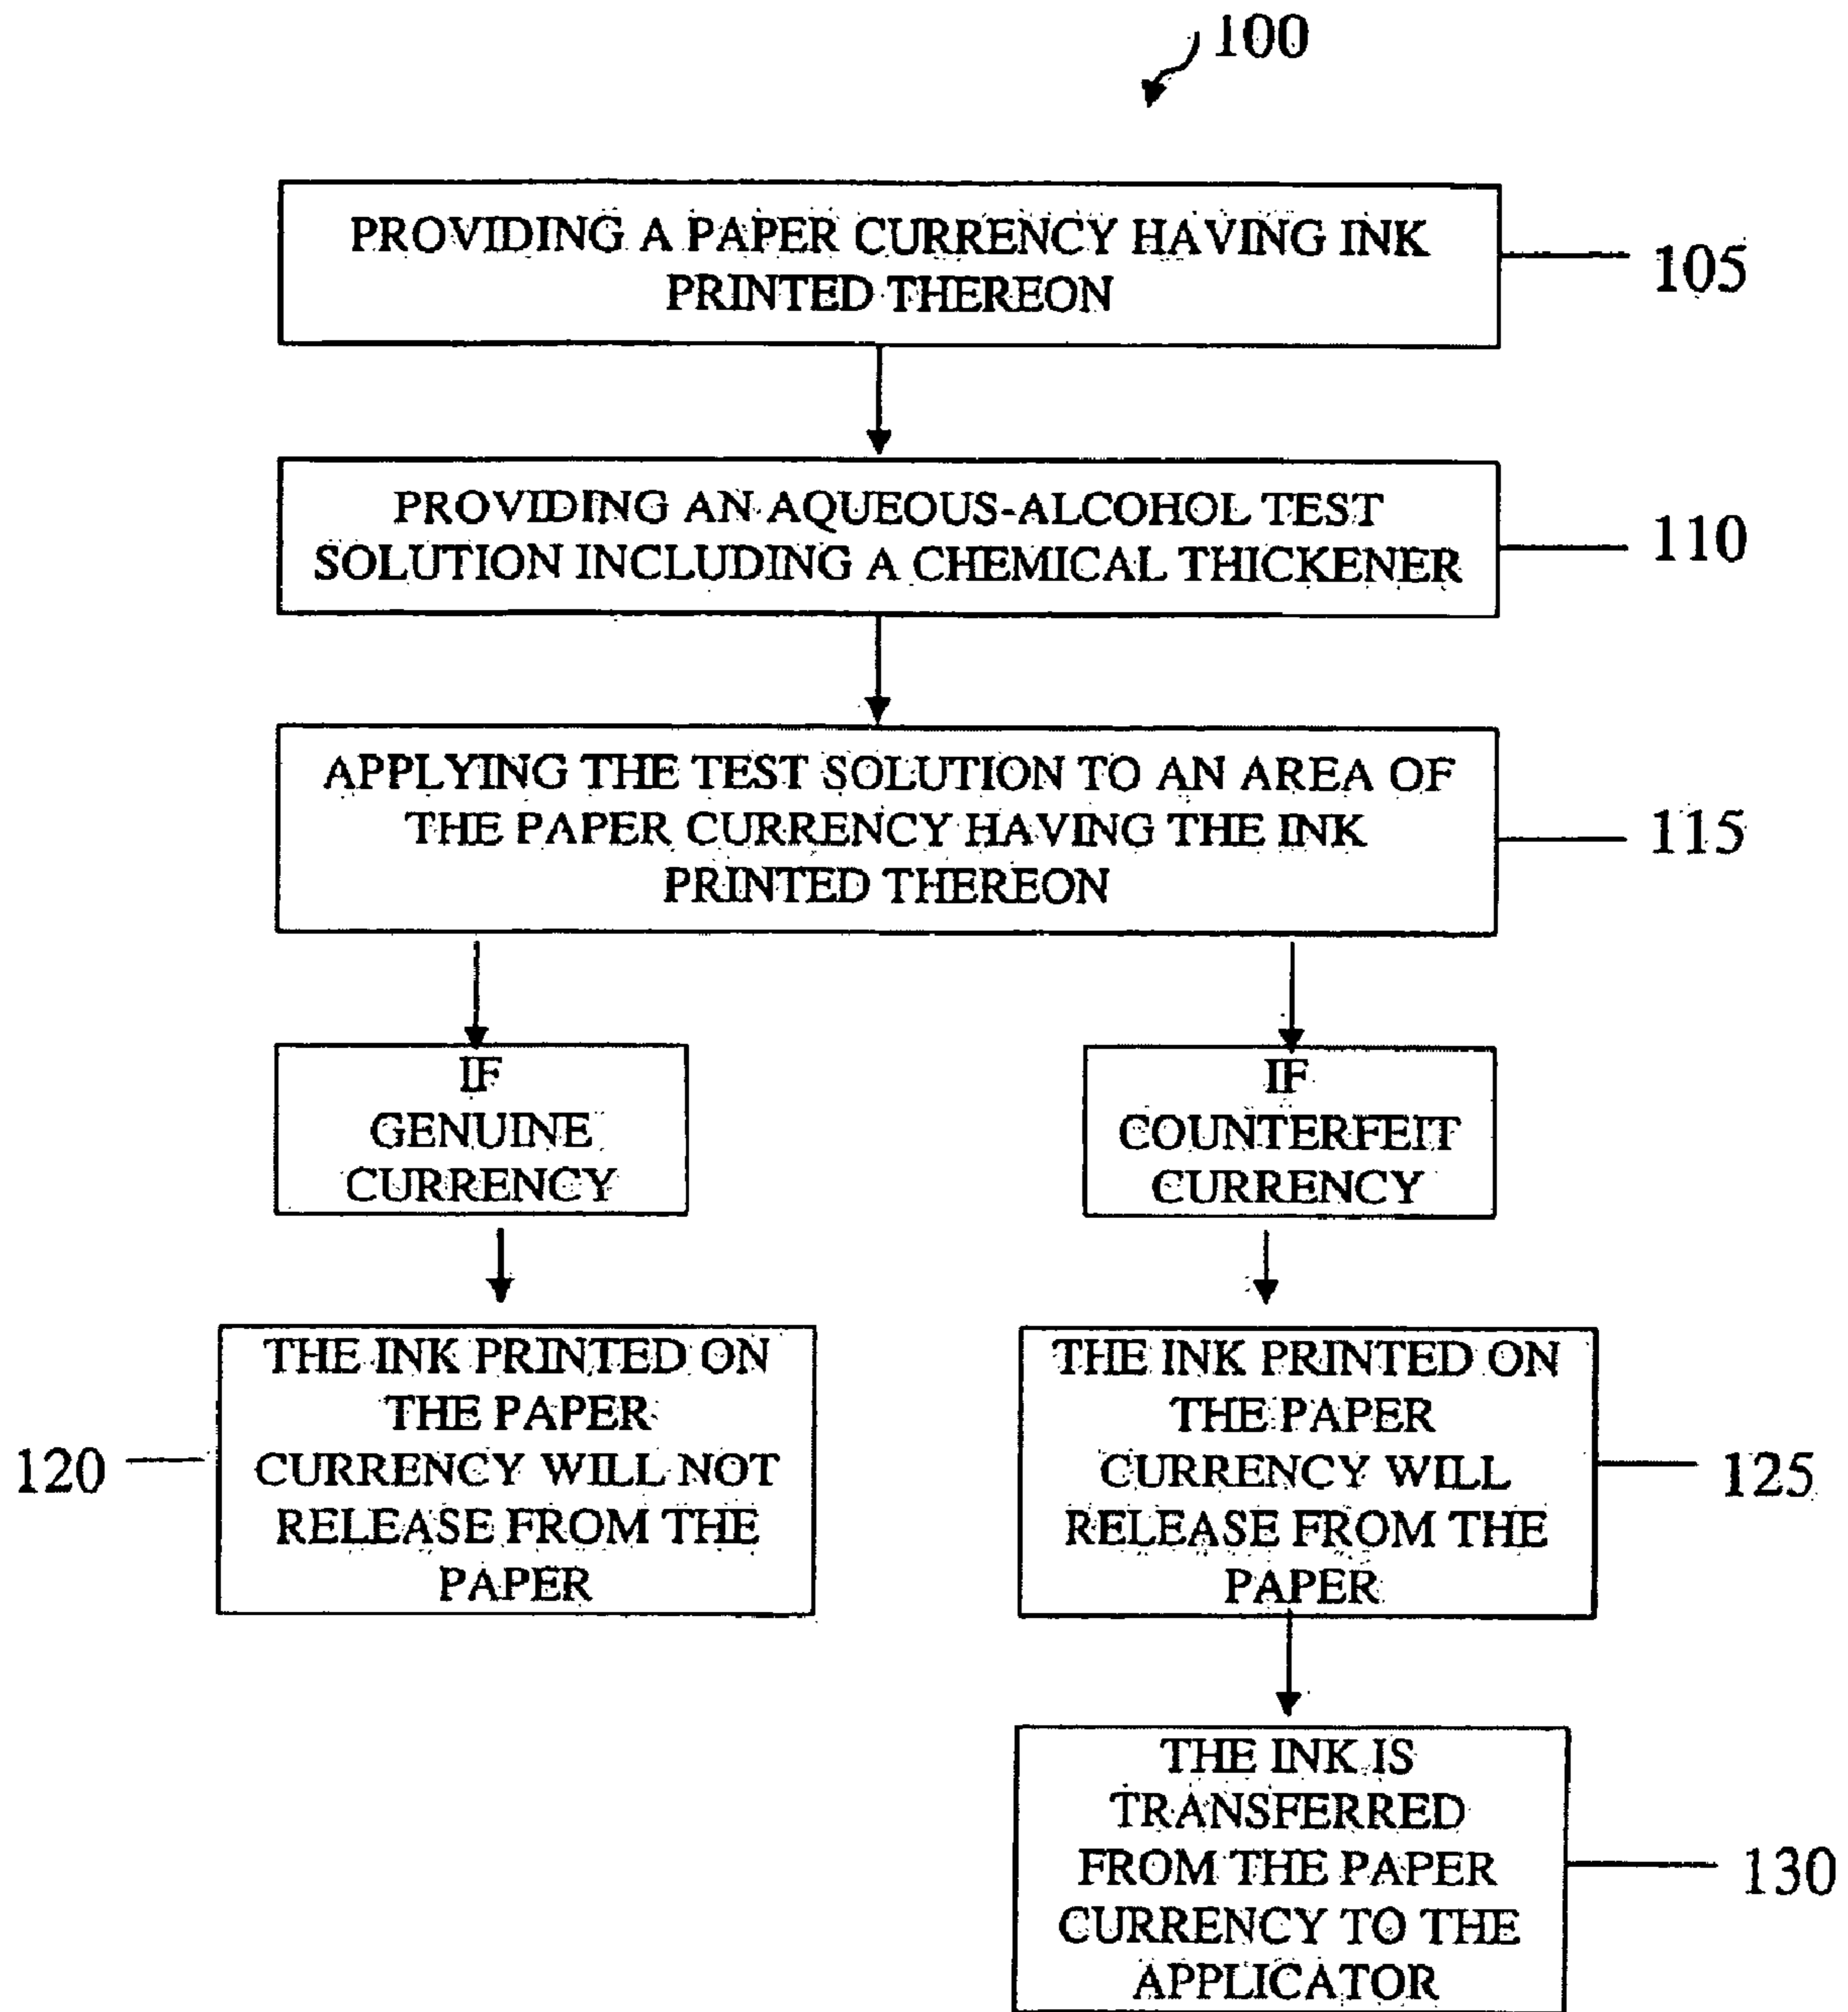 100
PROVIDING A PAPER CURRENCY HAVING INK
PRINTED THEREON
105
PROVIDING AN AQUEOUS-ALCOHOL TEST
SOLUTION INCLUDING A CHEMICAL THICKENER
110
APPLYING THE TEST SOLUTION TO AN AREA OF
THE PAPER CURRENCY HAVING THE INK
PRINTED THEREON
115
IF
GENUINE
CURRENCY
IF
COUNTERFEIT
CURRENCY
THE INK PRINTED ON
THE PAPER
CURRENCY WILL NOT
RELEASE FROM THE
PAPER
120
THE INK PRINTED ON
THE PAPER
CURRENCY WILL
RELEASE FROM THE
PAPER
125
THE INK IS
TRANSFERRED
FROM THE PAPER
CURRENCY TO THE
APPLICATOR
130